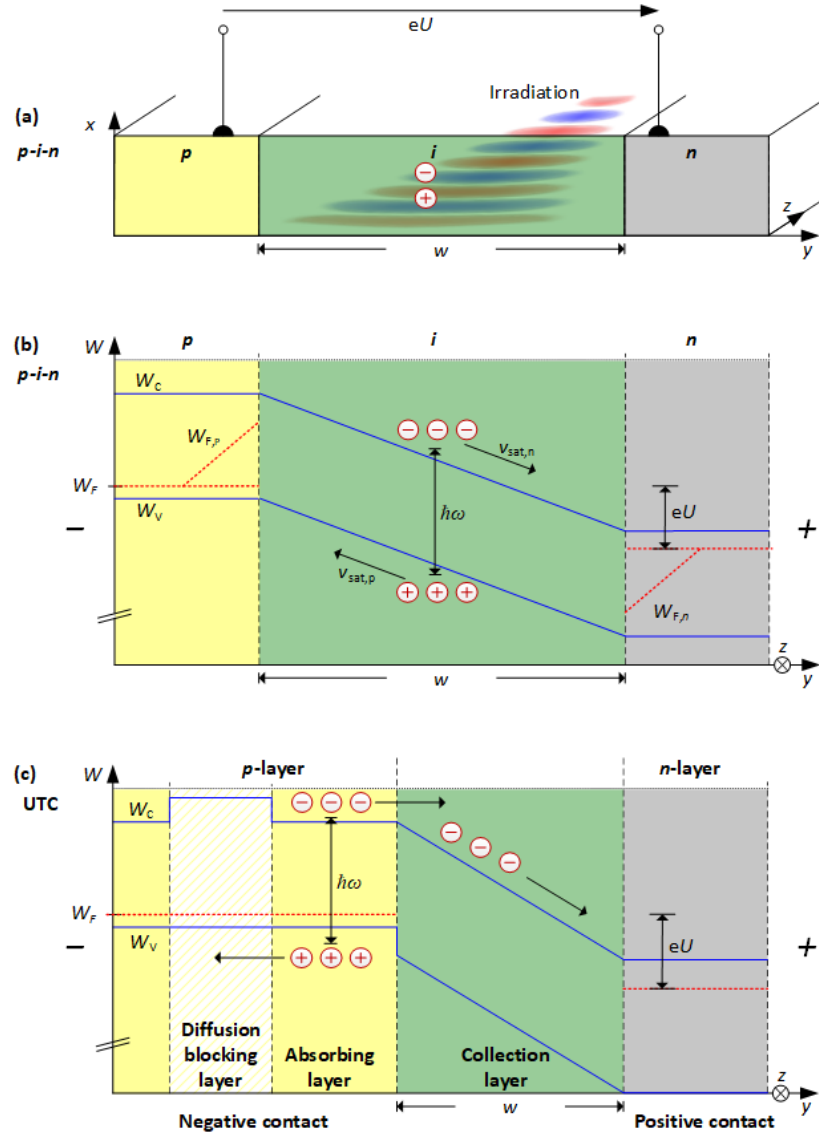 eU
Irradiation
(a)
p-i-n
x
p
i
n
z
w
y
(b)
p-i-n
W
p
i
n
W_C
W_F,p
v_sat,n
W_F
W_V
ħω
eU
−
+
v_sat,p
W_F,n
w
z
y
(c)
UTC
W
p-layer
n-layer
W_C
ħω
W_F
W_V
eU
−
+
Diffusion
blocking
layer
Absorbing
layer
Collection
layer
z
y
w
Negative contact
Positive contact